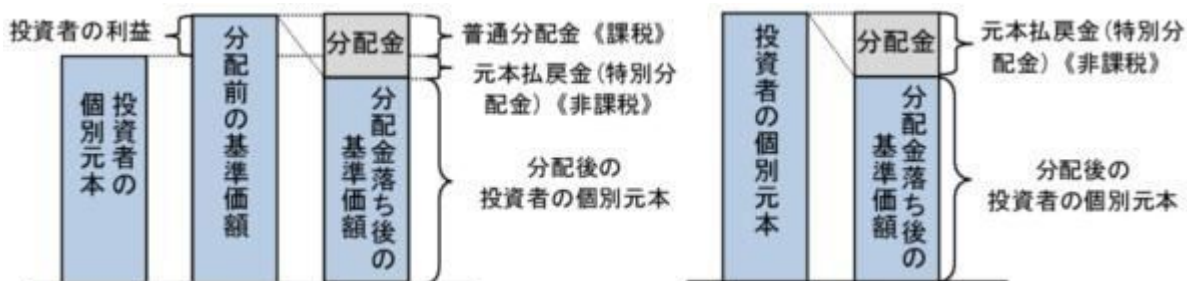 投資者の利益
投資者の
個別元本
分配前の基準価額
分配金
分配金落ち後の
基準価額
普通分配金《課税》
元本払戻金(特別分
配金)《非課税》
分配後の
投資者の個別元本
投資者の個別元本
分配金
分配金落ち後の
基準価額
元本払戻金(特別分
配金)《非課税》
分配後の
投資者の個別元本